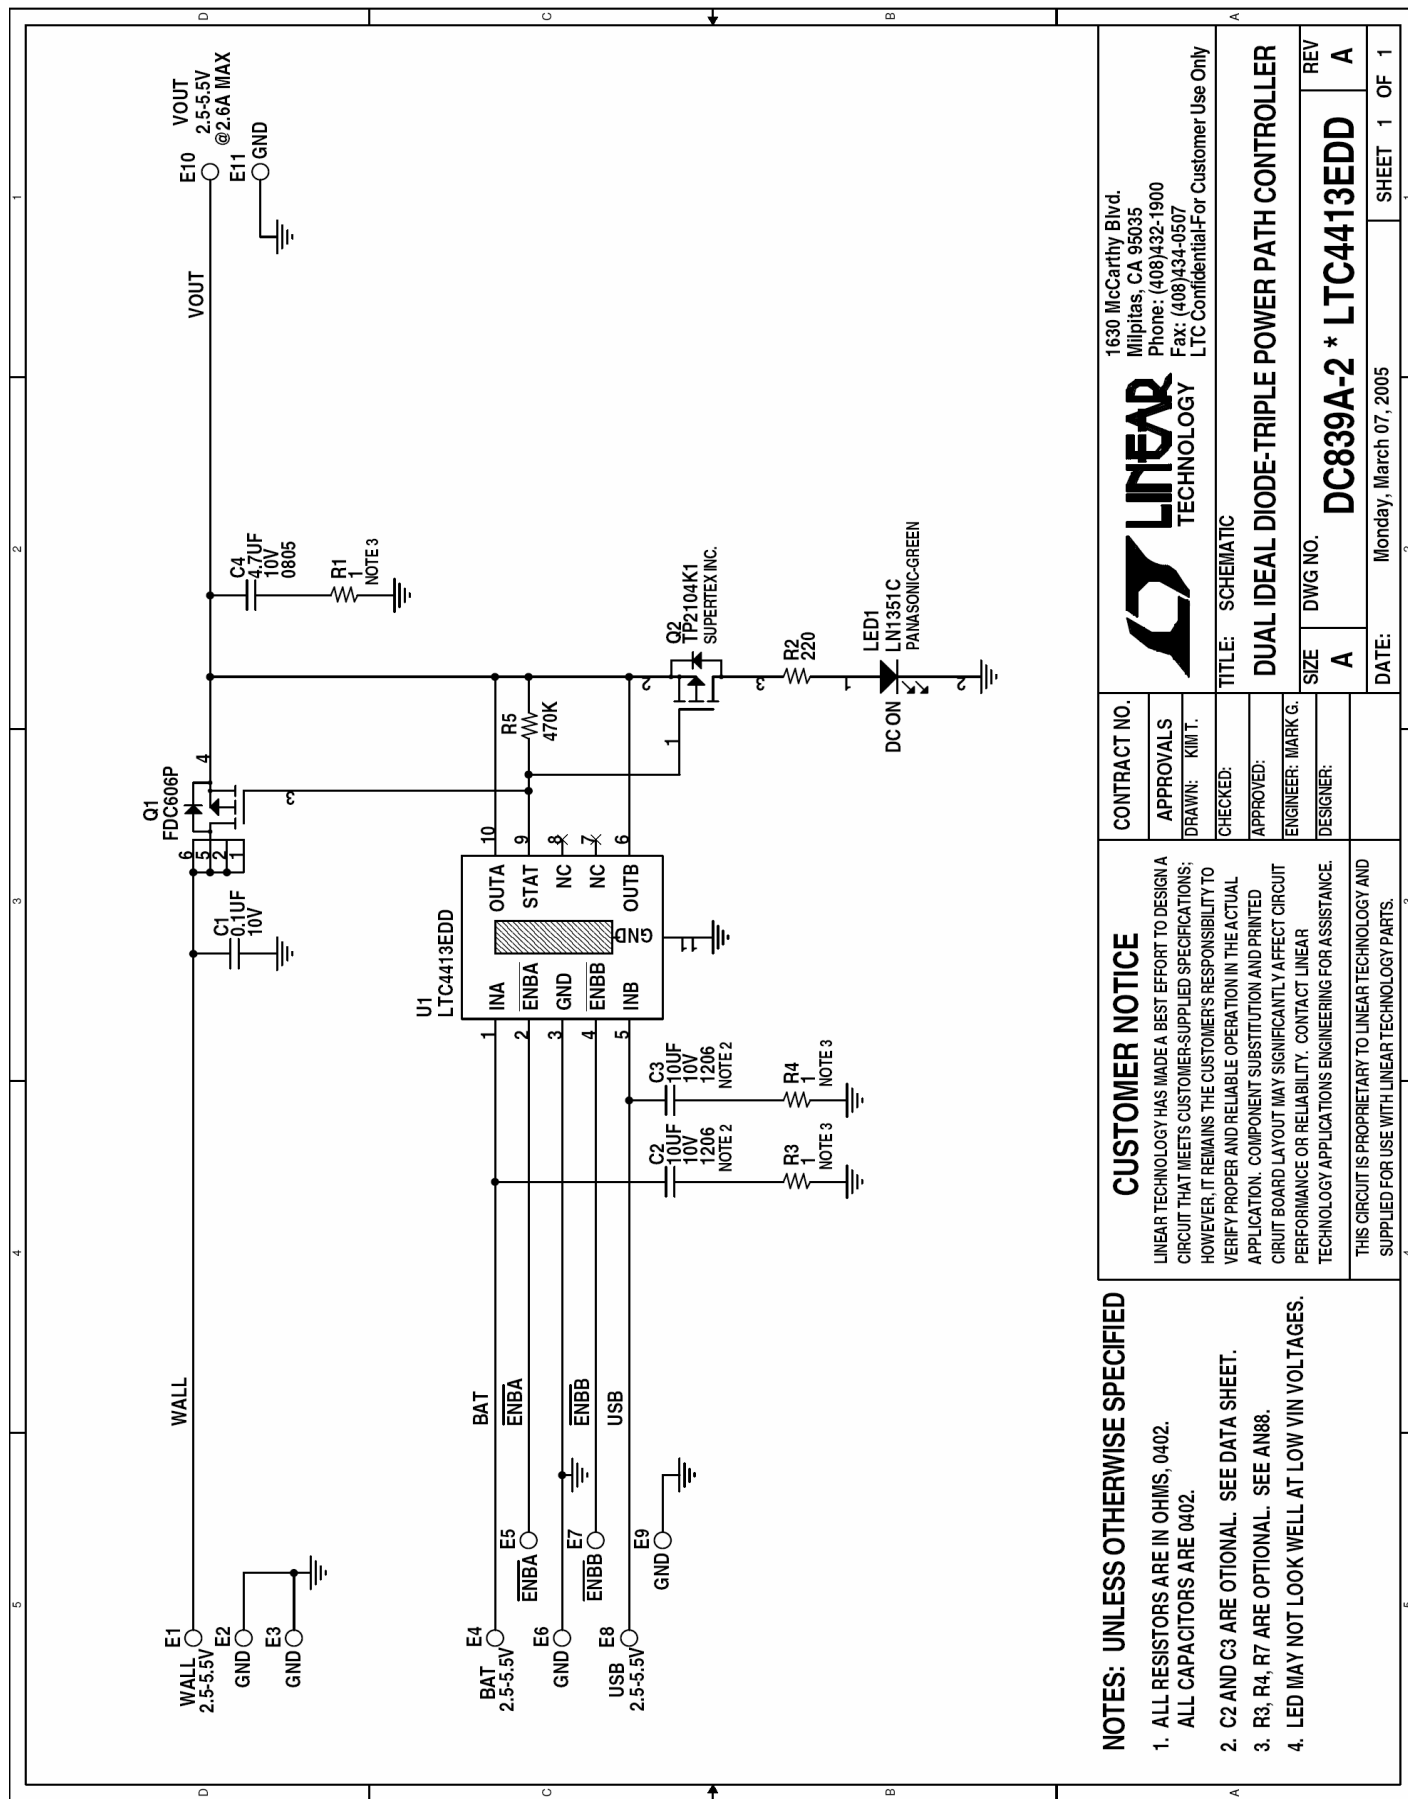 D
C
B
A
1
2
3
4
5
WALL
2.5-5.5V
E1
E2
GND
E3
GND
WALL
C1
0.1UF
10V
Q1
FDC606P
6
5
2
1
4
3
VOUT
E10
VOUT
2.5-5.5V
@2.6A MAX
E11
GND
C4
4.7UF
10V
0805
R1
1
NOTE 3
BAT
2.5-5.5V
E4
ENBA
E5
GND
E6
ENBB
E7
USB
2.5-5.5V
E8
GND
E9
BAT
ENBA
ENBB
USB
C2
10UF
10V
1206
NOTE 2
R3
1
NOTE 3
C3
10UF
10V
1206
NOTE 2
R4
1
NOTE 3
U1
LTC4413EDD
1
INA
OUTA
10
2
ENBA
STAT
9
3
GND
NC
8
4
ENBB
NC
7
5
INB
OUTB
6
GND
11
R5
470K
Q2
TP2104K1
SUPERTEX INC.
1
2
3
R2
220
DC ON
LED1
LN1351C
PANASONIC-GREEN
1
2
NOTES: UNLESS OTHERWISE SPECIFIED
1. ALL RESISTORS ARE IN OHMS, 0402.
ALL CAPACITORS ARE 0402.
2. C2 AND C3 ARE OTIONAL. SEE DATA SHEET.
3. R3, R4, R7 ARE OPTIONAL. SEE AN88.
4. LED MAY NOT LOOK WELL AT LOW VIN VOLTAGES.
CUSTOMER NOTICE
LINEAR TECHNOLOGY HAS MADE A BEST EFFORT TO DESIGN A
CIRCUIT THAT MEETS CUSTOMER-SUPPLIED SPECIFICATIONS;
HOWEVER, IT REMAINS THE CUSTOMER'S RESPONSIBILITY TO
VERIFY PROPER AND RELIABLE OPERATION IN THE ACTUAL
APPLICATION. COMPONENT SUBSTITUTION AND PRINTED
CIRUIT BOARD LAYOUT MAY SIGNIFICANTLY AFFECT CIRCUIT
PERFORMANCE OR RELIABILITY. CONTACT LINEAR
TECHNOLOGY APPLICATIONS ENGINEERING FOR ASSISTANCE.
THIS CIRCUIT IS PROPRIETARY TO LINEAR TECHNOLOGY AND
SUPPLIED FOR USE WITH LINEAR TECHNOLOGY PARTS.
CONTRACT NO.
APPROVALS
DRAWN: KIM T.
CHECKED:
APPROVED:
ENGINEER: MARK G.
DESIGNER:
LINEAR
TECHNOLOGY
1630 McCarthy Blvd.
Milpitas, CA 95035
Phone: (408)432-1900
Fax: (408)434-0507
LTC Confidential-For Customer Use Only
TITLE: SCHEMATIC
DUAL IDEAL DIODE-TRIPLE POWER PATH CONTROLLER
SIZE
A
DWG NO.
DC839A-2 * LTC4413EDD
REV
A
DATE: Monday, March 07, 2005
SHEET 1 OF 1
D
C
B
A